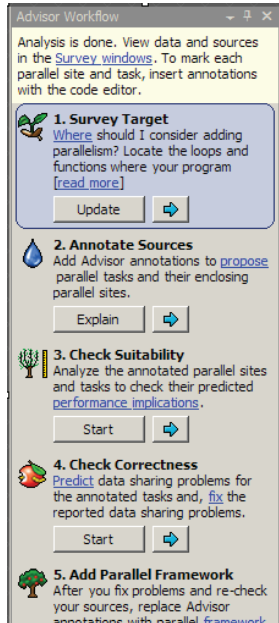 Advisor Workflow
Analysis is done. View data and sources
in the Survey windows. To mark each
parallel site and task, insert annotations
with the code editor.
1. Survey Target
Where should I consider adding
parallelism? Locate the loops and
functions where your program
[read more]
Update
2. Annotate Sources
Add Advisor annotations to propose
parallel tasks and their enclosing
parallel sites.
Explain
3. Check Suitability
Analyze the annotated parallel sites
and tasks to check their predicted
performance implications.
Start
4. Check Correctness
Predict data sharing problems for
the annotated tasks and, fix the
reported data sharing problems.
Start
5. Add Parallel Framework
After you fix problems and re-check
your sources, replace Advisor
annotations with parallel framework